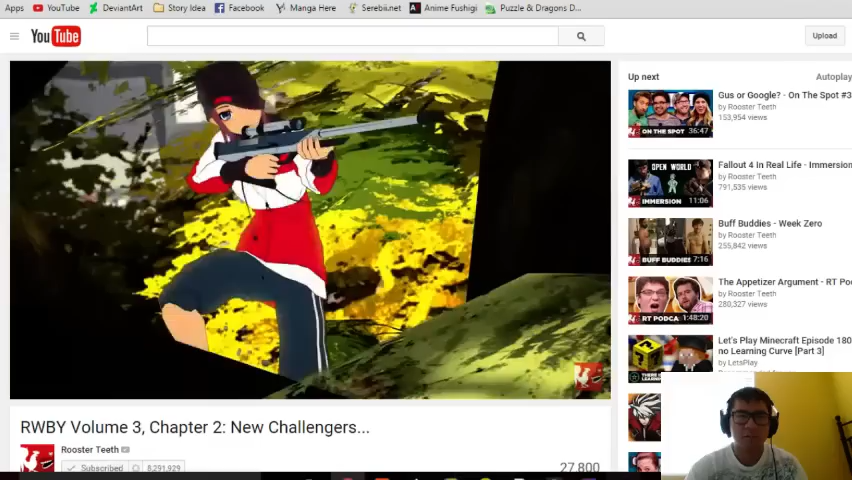 Apps YouTube DeviantArt Story Idea Facebook Manga Here Serebii.net Anime Fushigi Puzzle & Dragons D...
YouTube
Upload
Up next Autoplay
Gus or Google? - On The Spot #3
by Rooster Teeth
153,954 views
ON THE SPOT 36:47
Fallout 4 In Real Life - Immersion
by Rooster Teeth
791,535 views
OPEN WORLD
IMMERSION 11:06
Buff Buddies - Week Zero
by Rooster Teeth
255,842 views
BUFF BUDDIES 7:16
The Appetizer Argument - RT Po
by Rooster Teeth
280,327 views
RT PODCA 1:48:20
Let's Play Minecraft Episode 180
no Learning Curve [Part 3]
by LetsPlay
RWBY Volume 3, Chapter 2: New Challengers...
Rooster Teeth
Subscribed 8,291,929
27,800